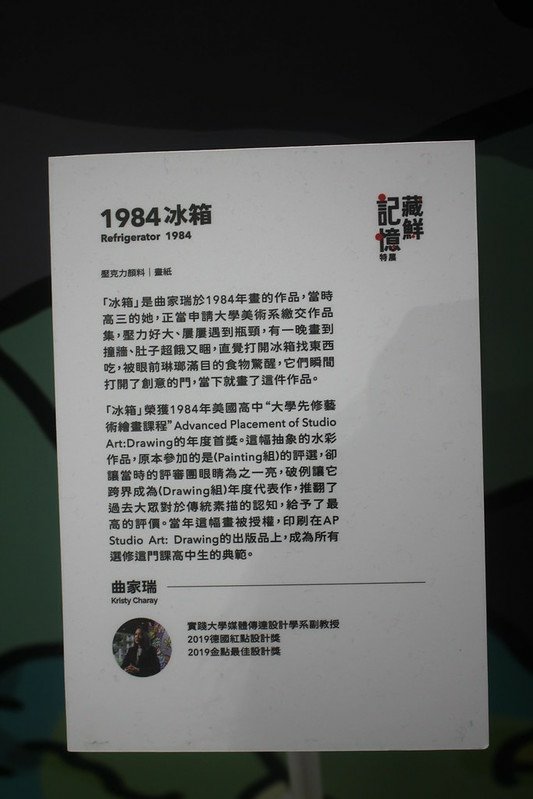 1984冰箱
Refrigerator 1984
藏鮮
記憶
特展
壓克力顏料｜畫紙
「冰箱」是曲家瑞於1984年畫的作品，當時
高三的她，正當申請大學美術系繳交作品
集，壓力好大、屢屢遇到瓶頸，有一晚畫到
撞牆、肚子超餓又睏，直覺打開冰箱找東西
吃，被眼前琳瑯滿目的食物驚醒，它們瞬間
打開了創意的門，當下就畫了這件作品。
「冰箱」榮獲1984年美國高中“大學先修藝
術繪畫課程”Advanced Placement of Studio
Art:Drawing的年度首獎。這幅抽象的水彩
作品，原本參加的是(Painting組)的評選，卻
讓當時的評審團眼睛為之一亮，破例讓它
跨界成為(Drawing組)年度代表作，推翻了
過去大眾對於傳統素描的認知，給予了最
高的評價。當年這幅畫被授權，印刷在AP
Studio Art: Drawing的出版品上，成為所有
選修這門課高中生的典範。
曲家瑞
Kristy Charay
實踐大學媒體傳達設計學系副教授
2019德國紅點設計獎
2019金點最佳設計獎